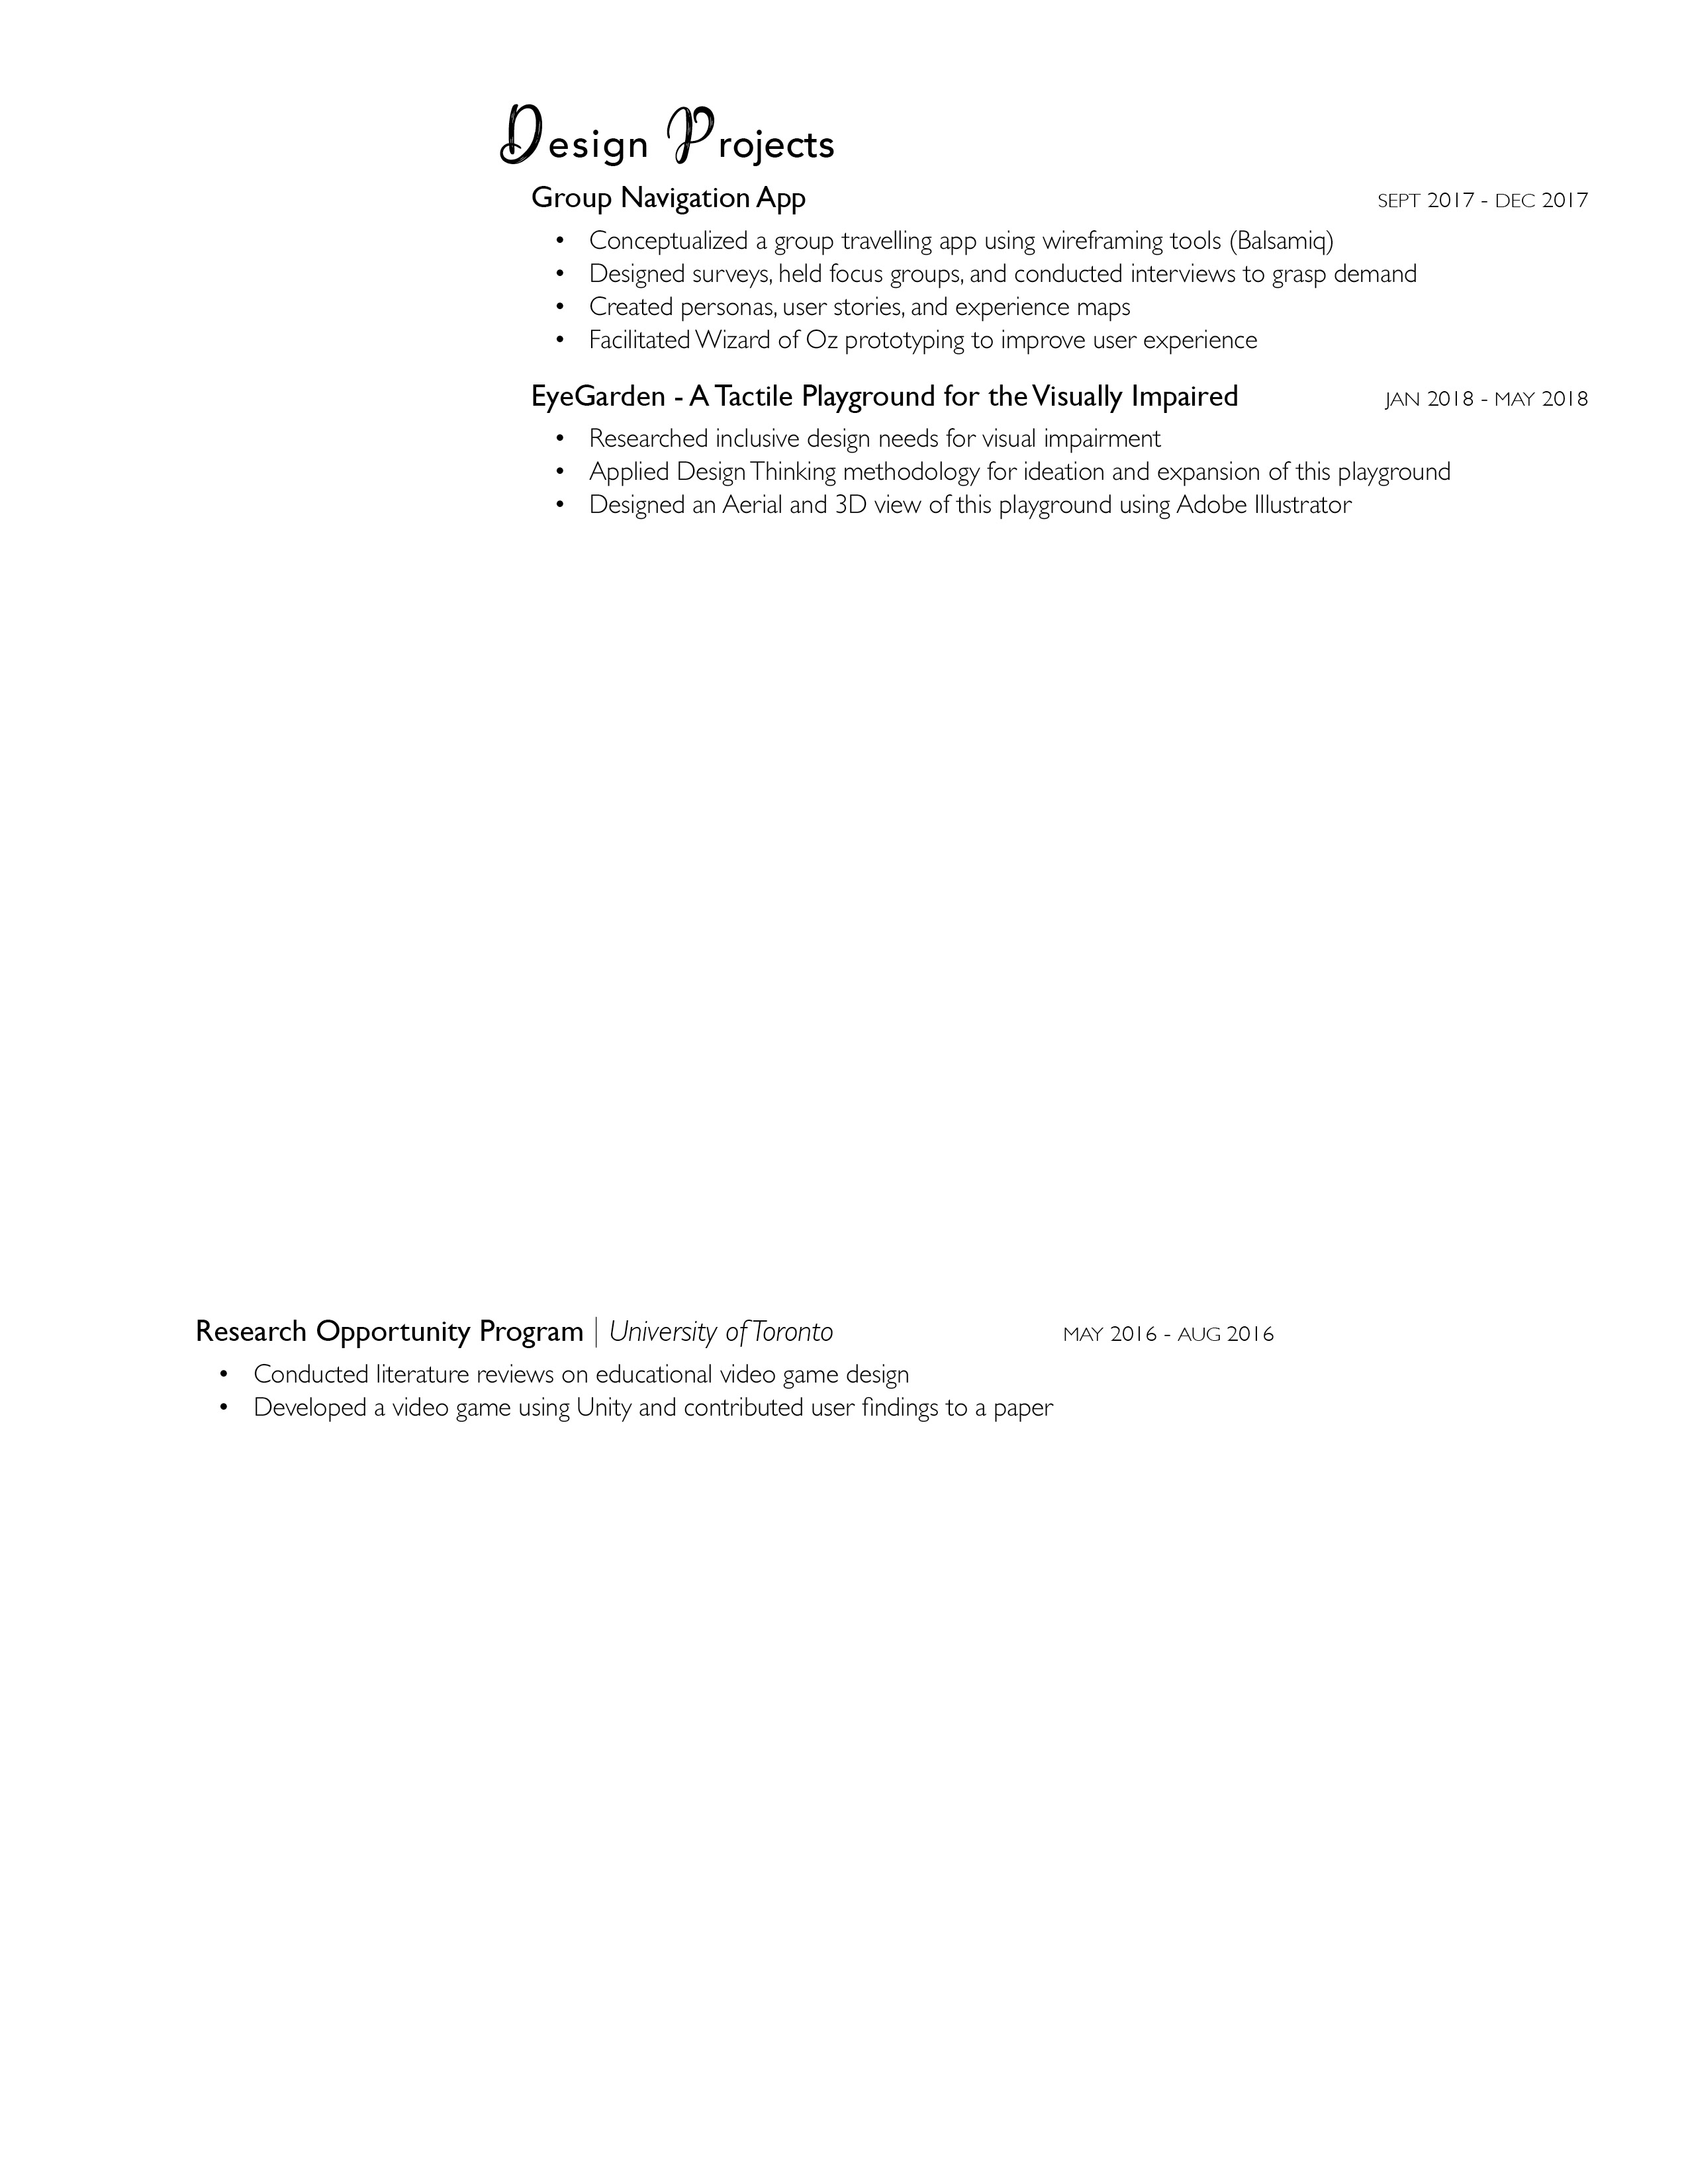 Design Projects
Group Navigation App SEPT 2017 - DEC 2017
• Conceptualized a group travelling app using wireframing tools (Balsamiq)
• Designed surveys, held focus groups, and conducted interviews to grasp demand
• Created personas, user stories, and experience maps
• Facilitated Wizard of Oz prototyping to improve user experience
EyeGarden - A Tactile Playground for the Visually Impaired JAN 2018 - MAY 2018
• Researched inclusive design needs for visual impairment
• Applied Design Thinking methodology for ideation and expansion of this playground
• Designed an Aerial and 3D view of this playground using Adobe Illustrator
Research Opportunity Program | University of Toronto MAY 2016 - AUG 2016
• Conducted literature reviews on educational video game design
• Developed a video game using Unity and contributed user findings to a paper